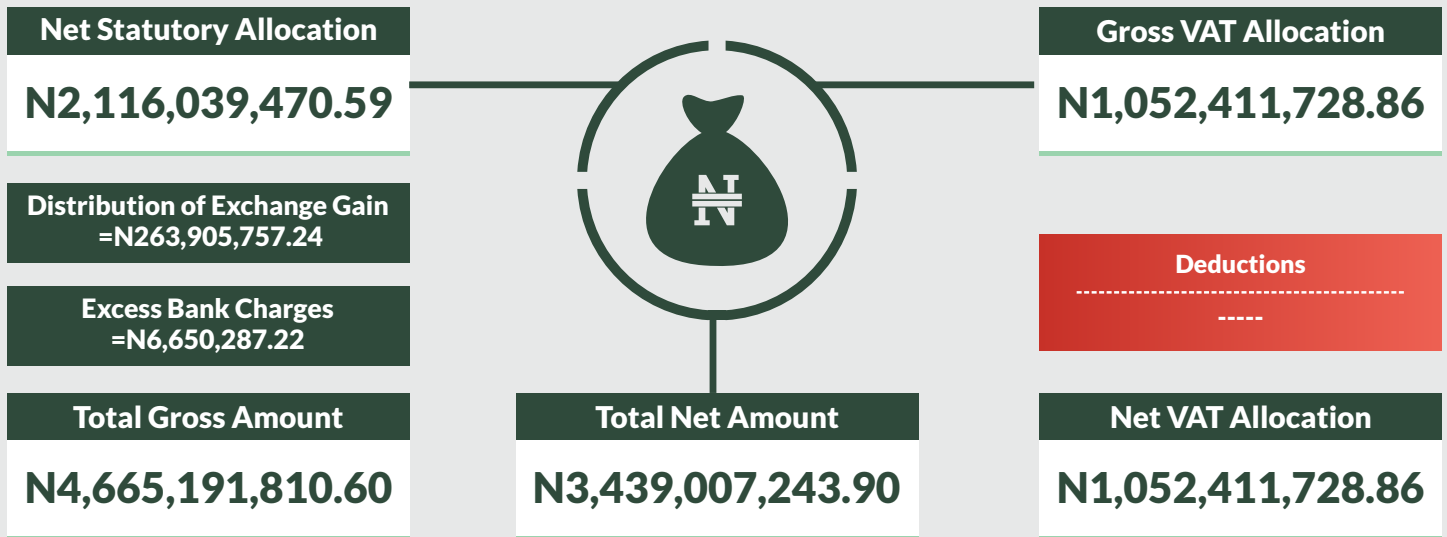 Net Statutory Allocation
N2,116,039,470.59
Distribution of Exchange Gain
=N263,905,757.24
Excess Bank Charges
=N6,650,287.22
Total Gross Amount
N4,665,191,810.60
₦
Total Net Amount
N3,439,007,243.90
Gross VAT Allocation
N1,052,411,728.86
Deductions
--------------------------------------------
-----
Net VAT Allocation
N1,052,411,728.86